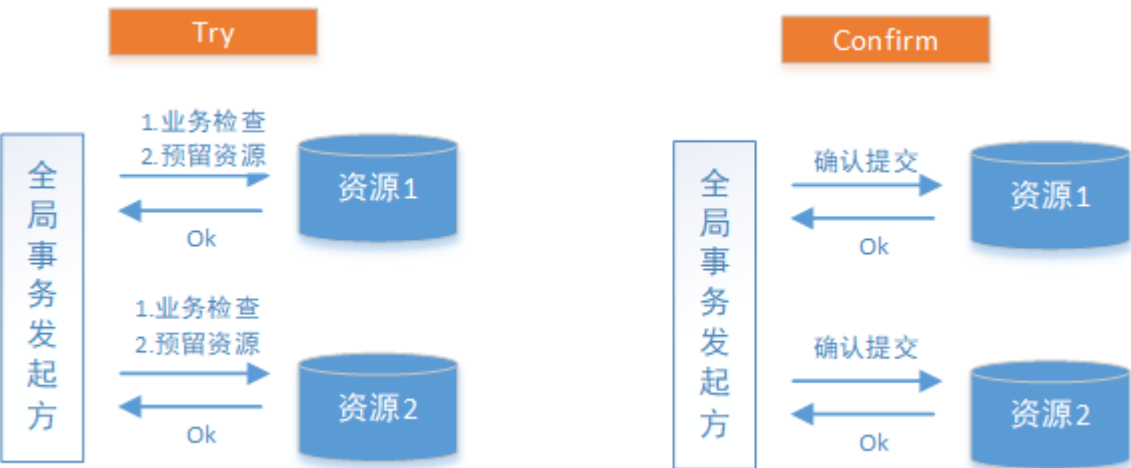 Try
1.业务检查
2.预留资源
全局事务发起方
资源1
Ok
1.业务检查
2.预留资源
资源2
Ok
Confirm
确认提交
全局事务发起方
资源1
Ok
确认提交
资源2
Ok